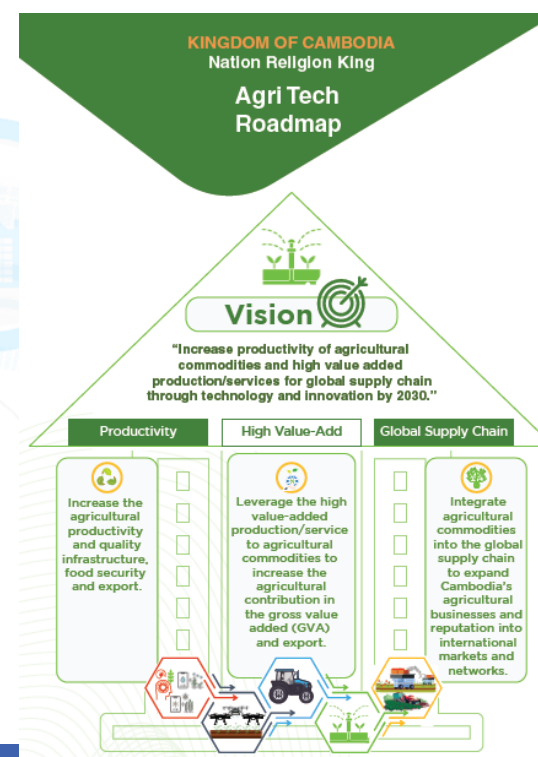 KINGDOM OF CAMBODIA
Nation Religion King
Agri Tech
Roadmap
Vision
“Increase productivity of agricultural
commodities and high value added
production/services for global supply chain
through technology and innovation by 2030.”
Productivity
High Value-Add
Global Supply Chain
Increase the
agricultural
productivity
and quality
infrastructure,
food security
and export.
Leverage the high
value-added
production/service
to agricultural
commodities to
increase the
agricultural
contribution in
the gross value
added (GVA)
and export.
Integrate
agricultural
commodities
into the global
supply chain
to expand
Cambodia's
agricultural
businesses and
reputation into
international
markets and
networks.